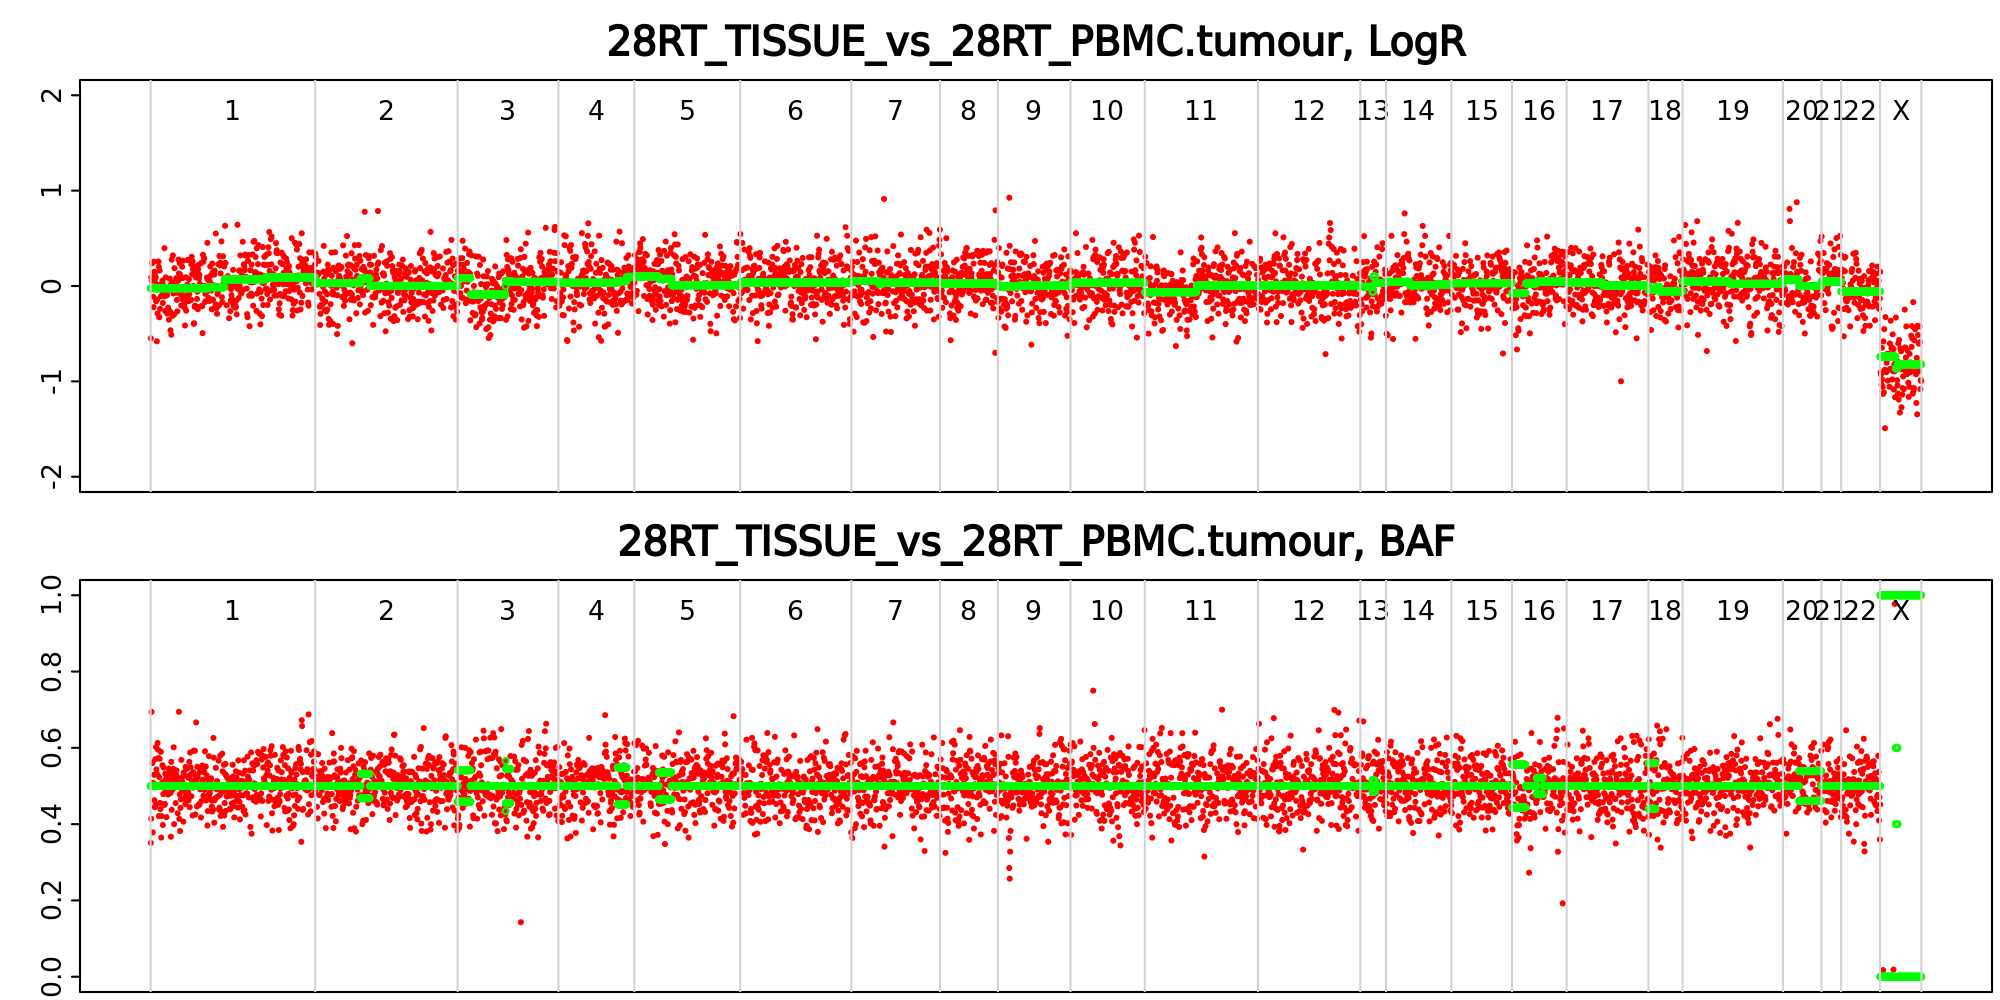 28RT_TISSUE_vs_28RT_PBMC.tumour, LogR
2
1 2 3 4 5 6 7 8 9 10 11 12 13 14 15 16 17 18 19 20 21 22 X
1
0
-1
-2
28RT_TISSUE_vs_28RT_PBMC.tumour, BAF
1.0
1 2 3 4 5 6 7 8 9 10 11 12 13 14 15 16 17 18 19 20 21 22 X
0.8
0.6
0.4
0.2
0.0